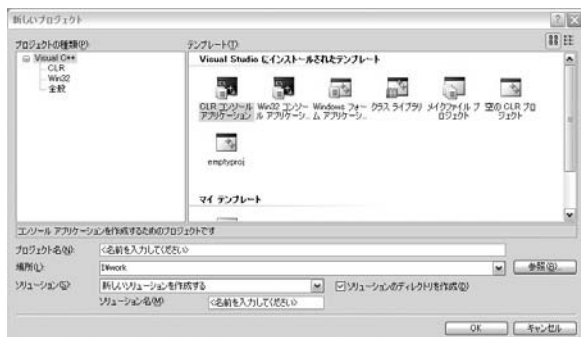 新しいプロジェクト
プロジェクトの種類(P):
テンプレート(T):
Visual C++
CLR
Win32
全般
Visual Studio にインストールされたテンプレート
CLR コンソール アプリケーション
Win32 コンソール アプリケーシ...
Windows フォーム アプリケーシ...
クラス ライブラリ
メイクファイル プロジェクト
空の CLR プロジェクト
emptyproj
マイ テンプレート
コンソール アプリケーションを作成するためのプロジェクトです
プロジェクト名(N):
<名前を入力してください>
場所(L):
D:¥work
参照(B)...
ソリューション(S):
新しいソリューションを作成する
ソリューションのディレクトリを作成(D)
ソリューション名(M):
<名前を入力してください>
OK
キャンセル